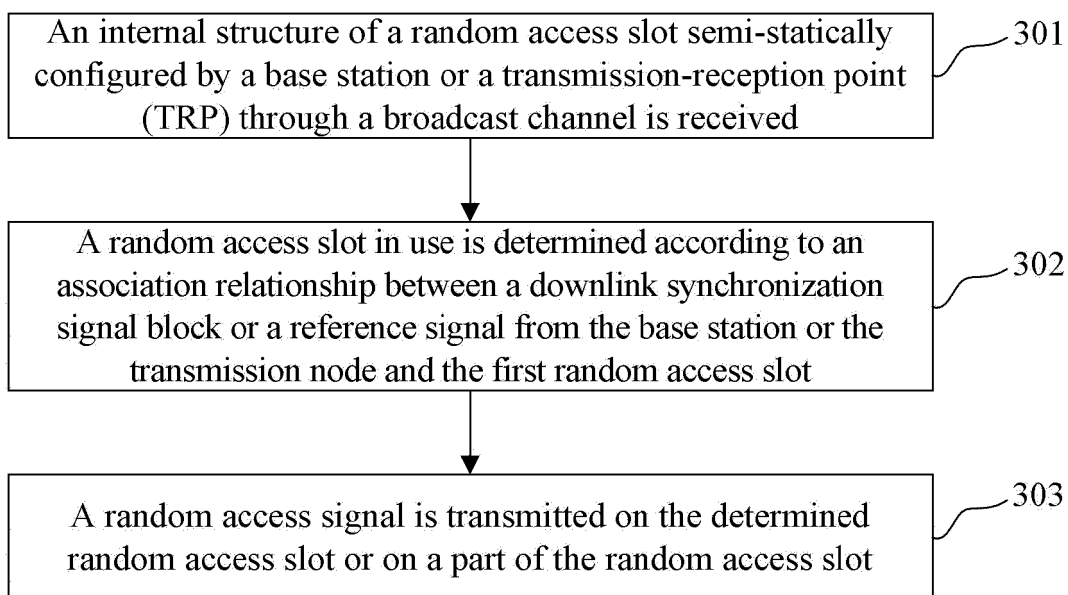 An internal structure of a random access slot semi-statically
configured by a base station or a transmission-reception point
(TRP) through a broadcast channel is received
301
A random access slot in use is determined according to an
association relationship between a downlink synchronization
signal block or a reference signal from the base station or the
transmission node and the first random access slot
302
A random access signal is transmitted on the determined
random access slot or on a part of the random access slot
303